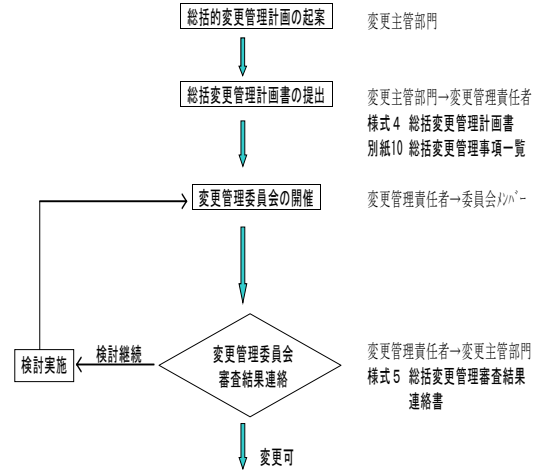 総括的変更管理計画の起案
変更主管部門
総括変更管理計画書の提出
変更主管部門→変更管理責任者
様式4 総括変更管理計画書
別紙10 総括変更管理事項一覧
変更管理委員会の開催
変更管理責任者→委員会ﾒﾝﾊﾞｰ
検討実施
検討継続
変更管理委員会
審査結果連絡
変更管理責任者→変更主管部門
様式5 総括変更管理審査結果
連絡書
変更可